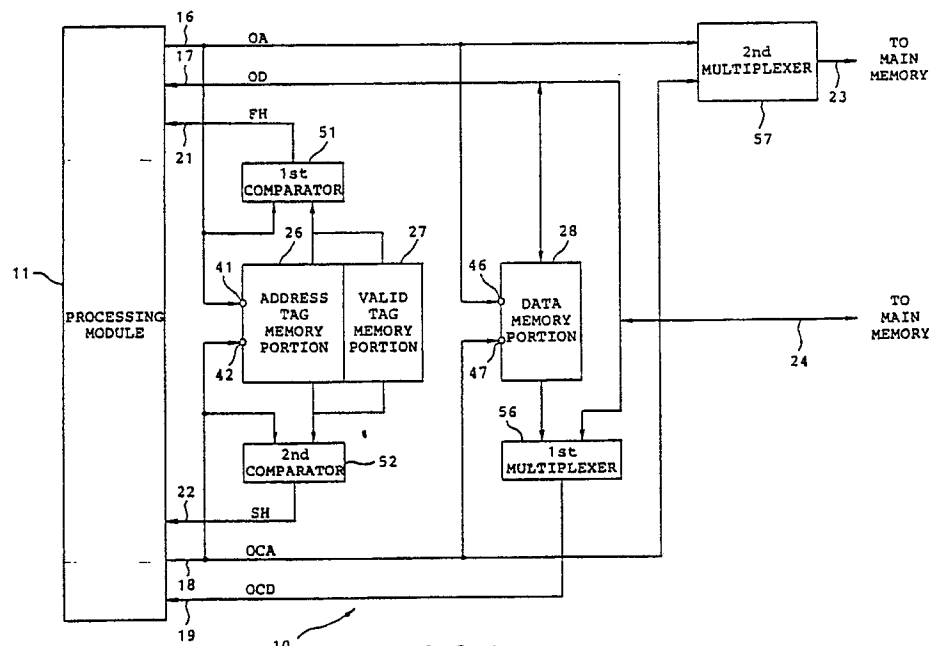 16
OA
17
OD
FH
21
51
1st
COMPARATOR
2nd
MULTIPLEXER
57
23
TO
MAIN
MEMORY
11
PROCESSING
MODULE
41
42
26
ADDRESS
TAG
MEMORY
PORTION
27
VALID
TAG
MEMORY
PORTION
46
47
28
DATA
MEMORY
PORTION
TO
MAIN
MEMORY
24
2nd
COMPARATOR
52
56
1st
MULTIPLEXER
22
SH
OCA
18
OCD
19
10